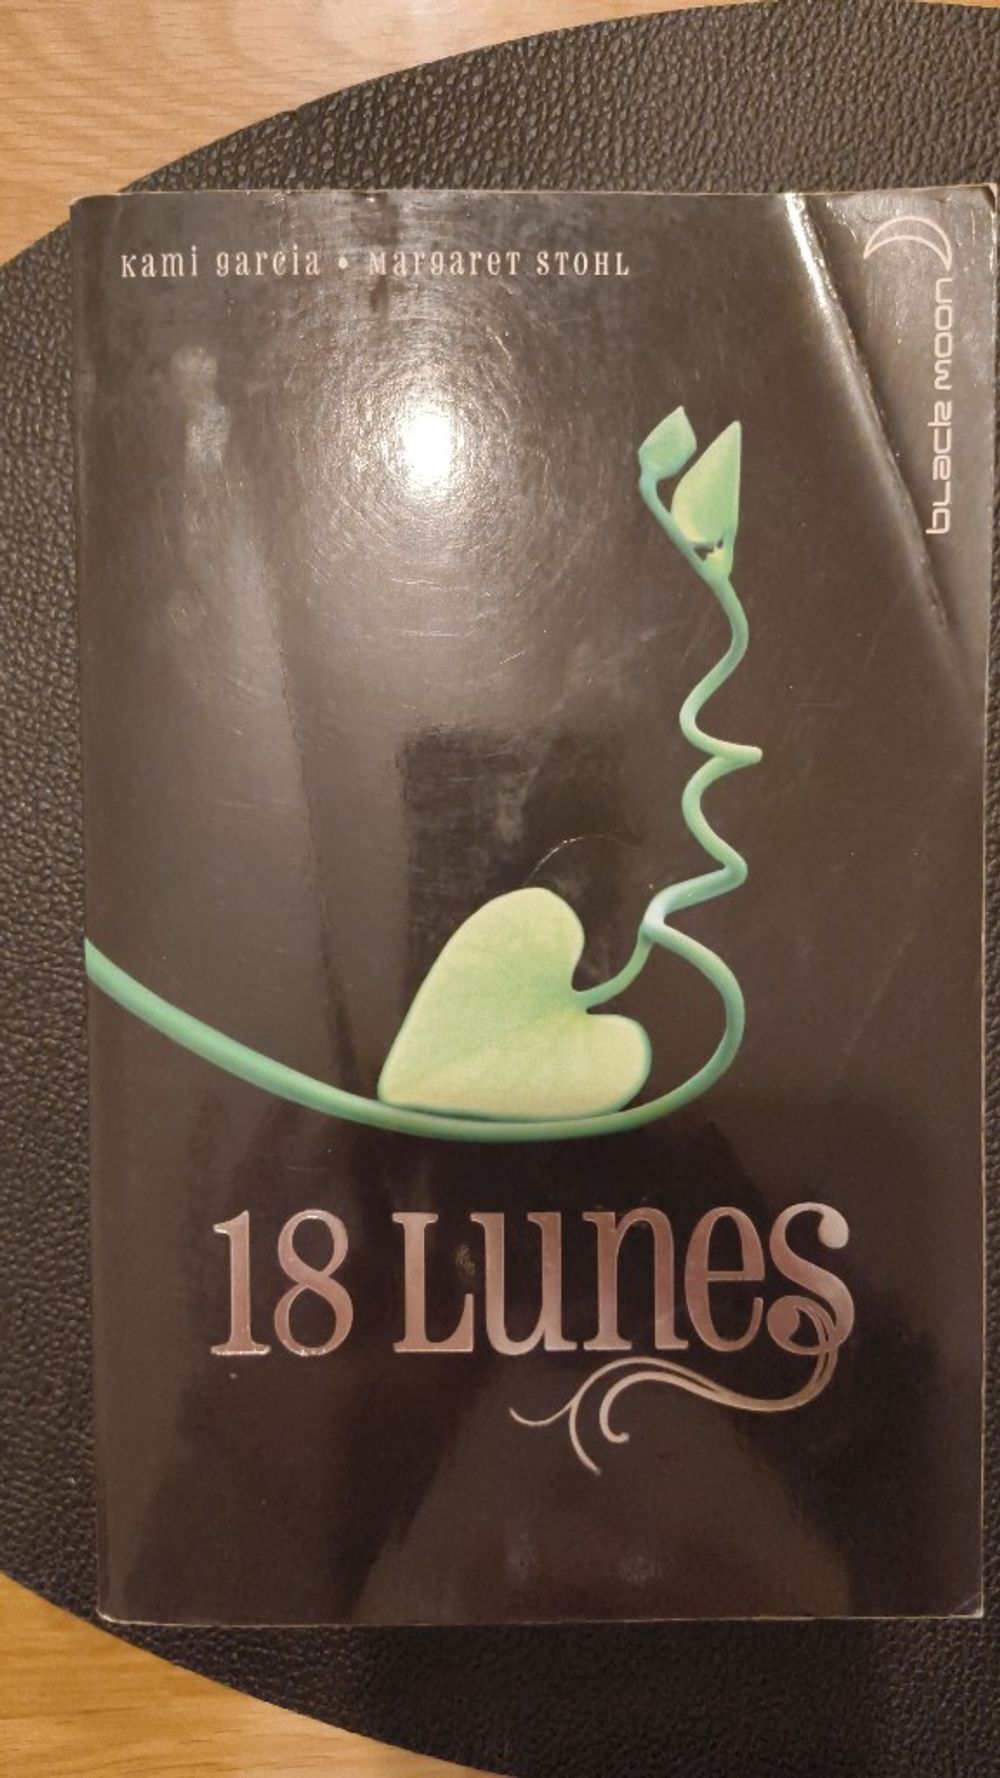 Kami Garcia • Margaret STOHL
black moon
18 Lunes